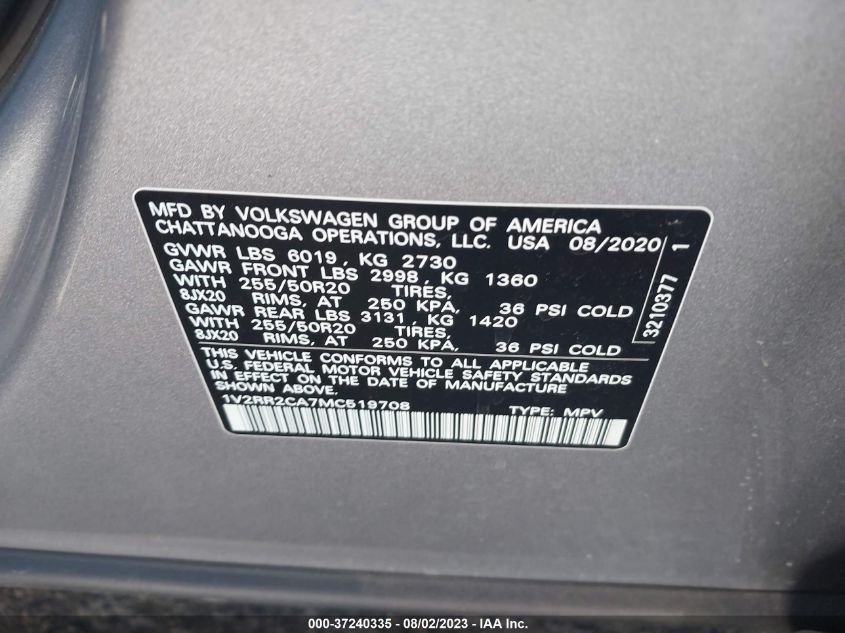 MFD BY VOLKSWAGEN GROUP OF AMERICA
CHATTANOOGA OPERATIONS, LLC. USA 08/2020
GVWR LBS 6019, KG 2730
GAWR FRONT LBS 2998, KG 1360
WITH 255/50R20 TIRES,
8JX20 RIMS, AT 250 KPA, 36 PSI COLD
GAWR REAR LBS 3131, KG 1420
WITH 255/50R20 TIRES,
8JX20 RIMS, AT 250 KPA, 36 PSI COLD
THIS VEHICLE CONFORMS TO ALL APPLICABLE
U.S. FEDERAL MOTOR VEHICLE SAFETY STANDARDS
IN EFFECT ON THE DATE OF MANUFACTURE
SHOWN ABOVE.
1V2RR2CA7MC519708 TYPE: MPV
3210377 1
000-37240335 - 08/02/2023 - IAA Inc.